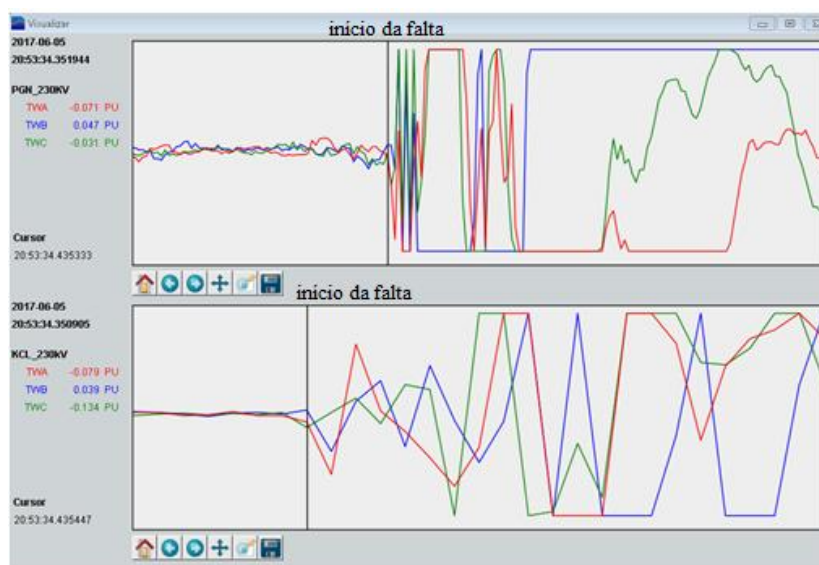 Visualizar
início da falta
2017-06-05
20:53:34.351944
PGN_230KV
TWA -0.071 PU
TWB 0.047 PU
TWC -0.031 PU
Cursor
20:53:34.435333
início da falta
2017-06-05
20:53:34.350905
KCL_230kV
TWA -0.079 PU
TWB 0.039 PU
TWC -0.134 PU
Cursor
20:53:34.435447